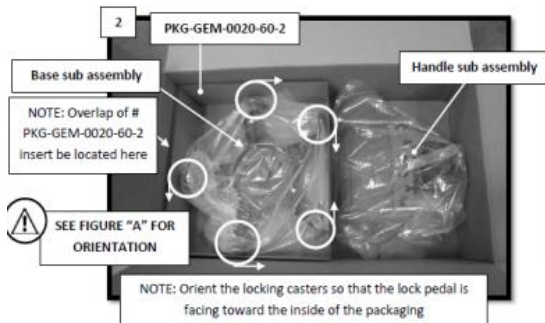 2
PKG-GEM-0020-60-2
Base sub assembly
Handle sub assembly
NOTE: Overlap of #
PKG-GEM-0020-60-2
insert be located here
SEE FIGURE "A" FOR
ORIENTATION
NOTE: Orient the locking casters so that the lock pedal is
facing toward the inside of the packaging